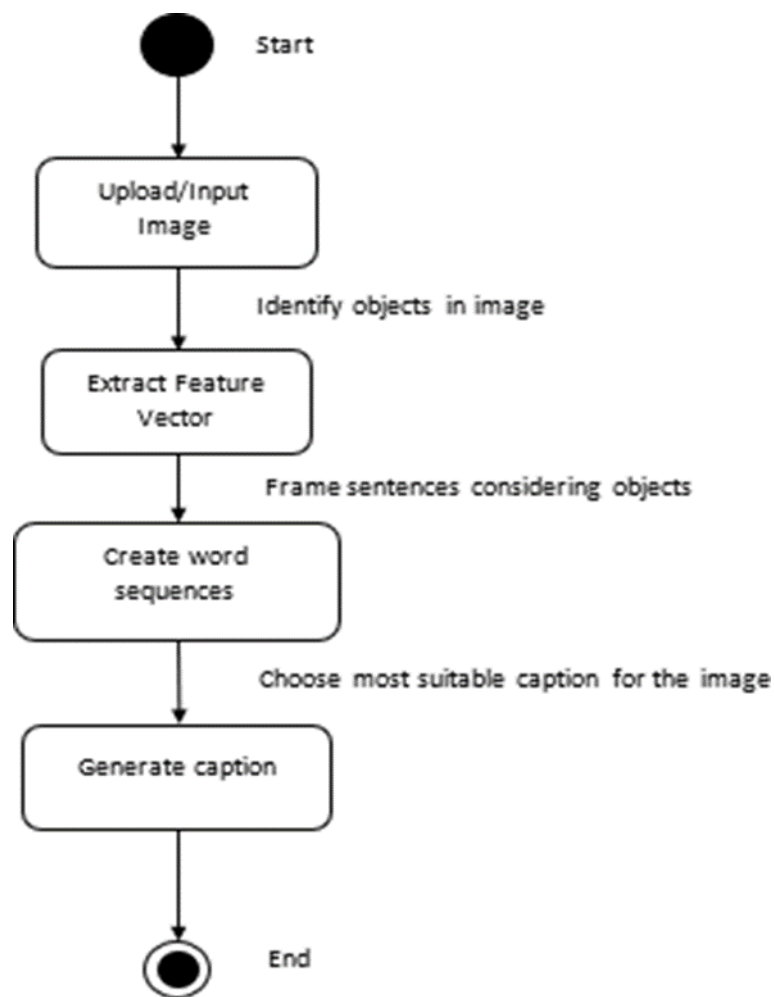 Start
Upload/Input
Image
Identify objects in image
Extract Feature
Vector
Frame sentences considering objects
Create word
sequences
Choose most suitable caption for the image
Generate caption
End